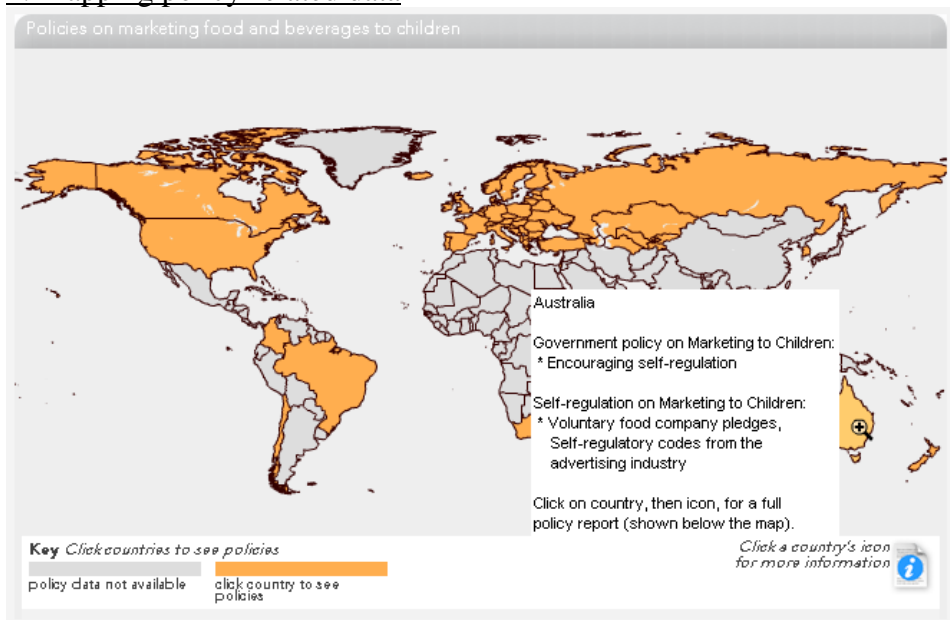 Policies on marketing food and beverages to children
Australia
Government policy on Marketing to Children:
* Encouraging self-regulation
Self-regulation on Marketing to Children:
* Voluntary food company pledges,
Self-regulatory codes from the
advertising industry
Click on country, then icon, for a full
policy report (shown below the map).
Key Click countries to see policies
policy data not available
click country to see
policies
Click a country's icon
for more information